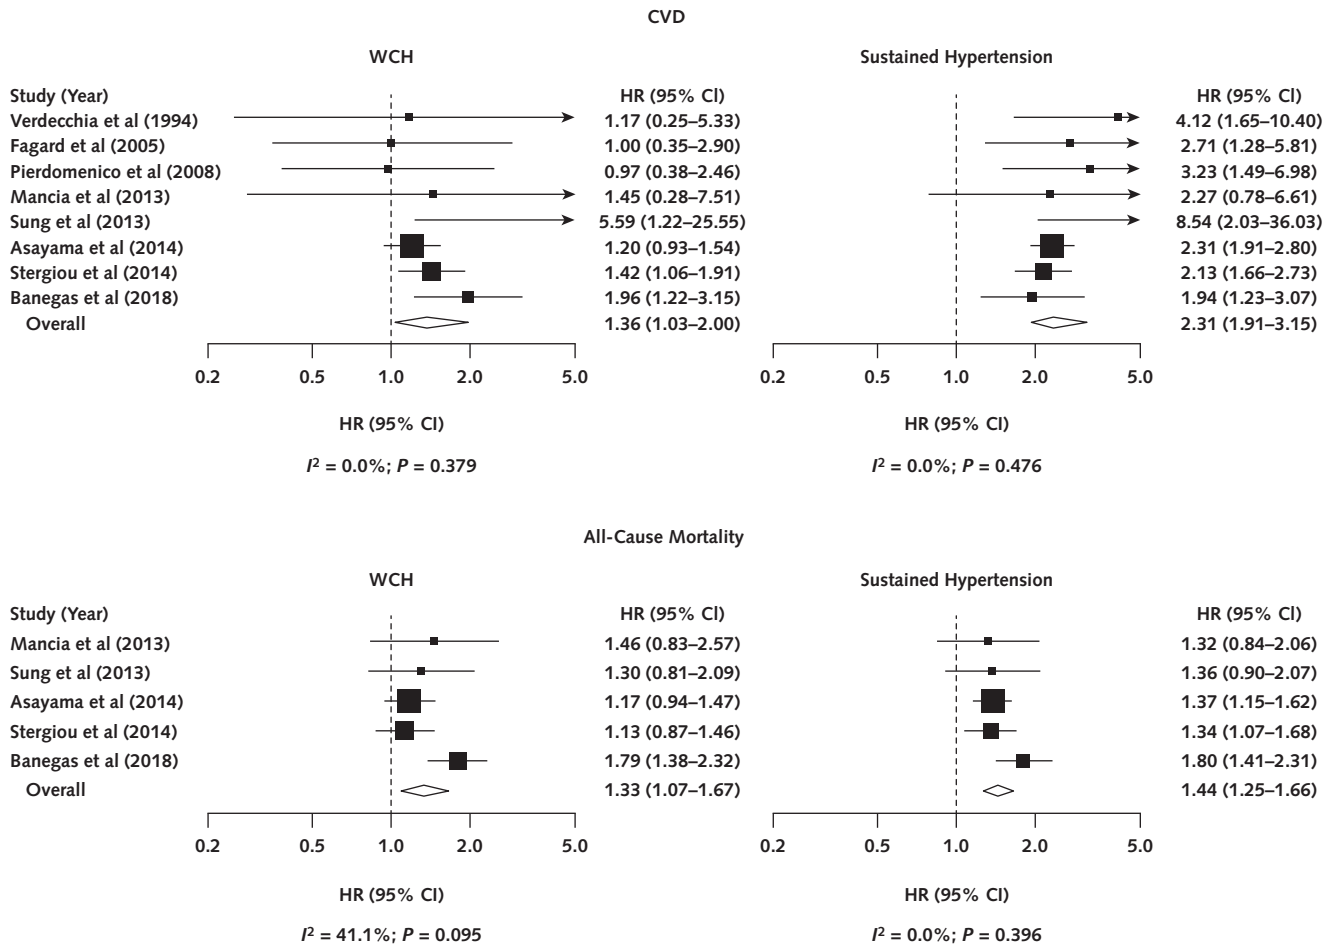 CVD
WCH Sustained Hypertension
Study (Year) HR (95% CI) HR (95% CI)
Verdecchia et al (1994) 1.17 (0.25–5.33) 4.12 (1.65–10.40)
Fagard et al (2005) 1.00 (0.35–2.90) 2.71 (1.28–5.81)
Pierdomenico et al (2008) 0.97 (0.38–2.46) 3.23 (1.49–6.98)
Mancia et al (2013) 1.45 (0.28–7.51) 2.27 (0.78–6.61)
Sung et al (2013) 5.59 (1.22–25.55) 8.54 (2.03–36.03)
Asayama et al (2014) 1.20 (0.93–1.54) 2.31 (1.91–2.80)
Stergiou et al (2014) 1.42 (1.06–1.91) 2.13 (1.66–2.73)
Banegas et al (2018) 1.96 (1.22–3.15) 1.94 (1.23–3.07)
Overall 1.36 (1.03–2.00) 2.31 (1.91–3.15)
0.2 0.5 1.0 2.0 5.0 0.2 0.5 1.0 2.0 5.0
HR (95% CI) HR (95% CI)
I² = 0.0%; P = 0.379 I² = 0.0%; P = 0.476
All-Cause Mortality
WCH Sustained Hypertension
Study (Year) HR (95% CI) HR (95% CI)
Mancia et al (2013) 1.46 (0.83–2.57) 1.32 (0.84–2.06)
Sung et al (2013) 1.30 (0.81–2.09) 1.36 (0.90–2.07)
Asayama et al (2014) 1.17 (0.94–1.47) 1.37 (1.15–1.62)
Stergiou et al (2014) 1.13 (0.87–1.46) 1.34 (1.07–1.68)
Banegas et al (2018) 1.79 (1.38–2.32) 1.80 (1.41–2.31)
Overall 1.33 (1.07–1.67) 1.44 (1.25–1.66)
0.2 0.5 1.0 2.0 5.0 0.2 0.5 1.0 2.0 5.0
HR (95% CI) HR (95% CI)
I² = 41.1%; P = 0.095 I² = 0.0%; P = 0.396